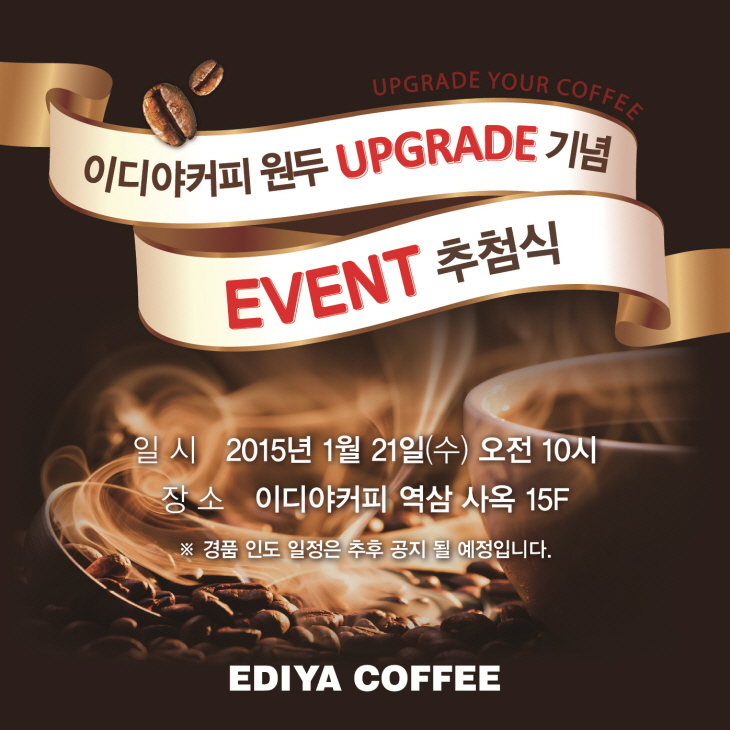 UPGRADE YOUR COFFEE
이디야커피 원두 UPGRADE 기념
EVENT 추첨식
일 시 2015년 1월 21일(수) 오전 10시
장 소 이디야커피 역삼 사옥 15F
※ 경품 인도 일정은 추후 공지 될 예정입니다.
EDIYA COFFEE